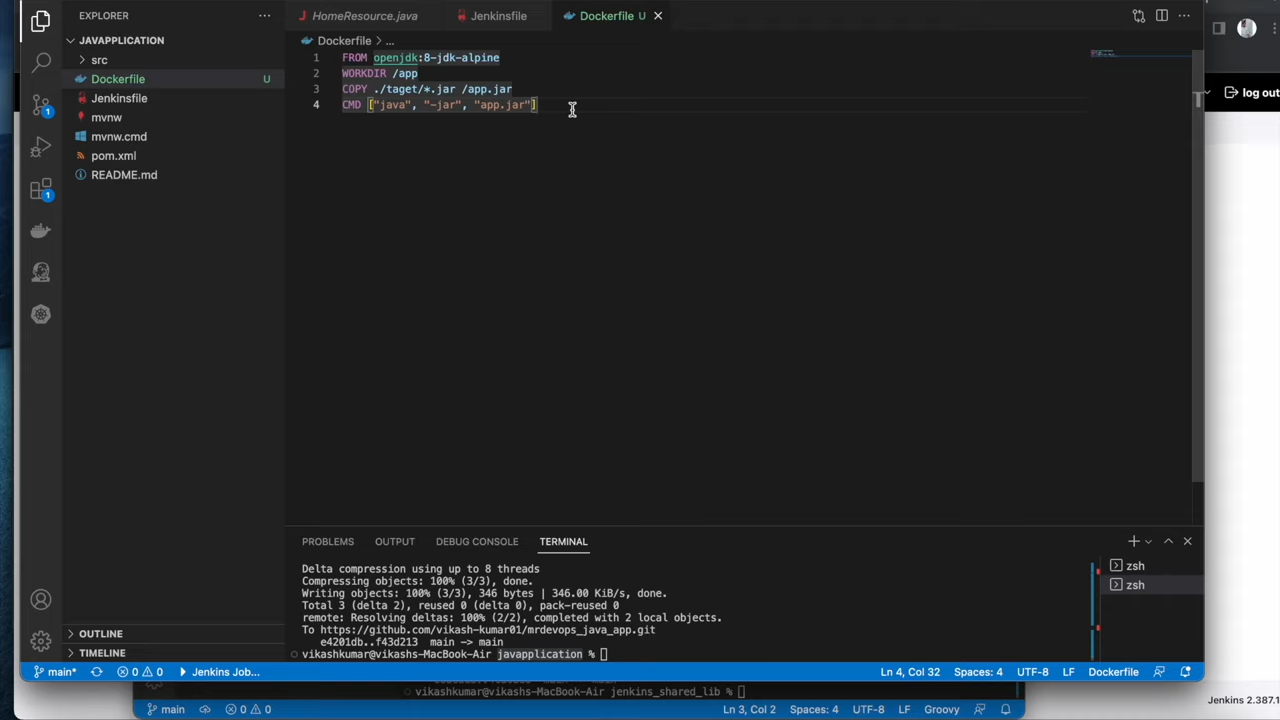 EXPLORER
HomeResource.java
Jenkinsfile
Dockerfile U
JAVAPPLICATION
Dockerfile > ...
src
Dockerfile U
Jenkinsfile
mvnw
mvnw.cmd
pom.xml
README.md
1 FROM openjdk:8-jdk-alpine
2 WORKDIR /app
3 COPY ./taget/*.jar /app.jar
4 CMD ["java", "-jar", "app.jar"]
log out
1
1
PROBLEMS OUTPUT DEBUG CONSOLE TERMINAL
Delta compression using up to 8 threads
Compressing objects: 100% (3/3), done.
Writing objects: 100% (3/3), 346 bytes | 346.00 KiB/s, done.
Total 3 (delta 2), reused 0 (delta 0), pack-reused 0
remote: Resolving deltas: 100% (2/2), completed with 2 local objects.
To https://github.com/vikash-kumar01/mrdevops_java_app.git
e4201db..f43d213 main -> main
vikashkumar@vikashs-MacBook-Air javapplication %
zsh
zsh
OUTLINE
TIMELINE
main* 0 0 Jenkins Job... Ln 4, Col 32 Spaces: 4 UTF-8 LF Dockerfile
vikashkumar@vikashs-MacBook-Air jenkins_shared_lib %
main 0 0 Ln 3, Col 2 Spaces: 4 UTF-8 LF Groovy
Jenkins 2.387.1